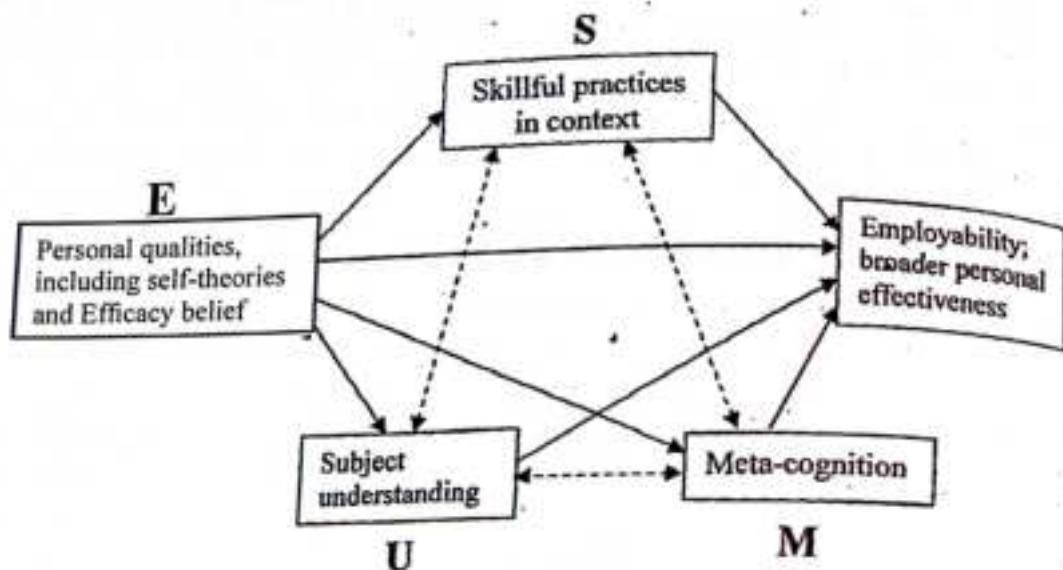 S
Skillful practices
in context
E
Personal qualities,
including self-theories
and Efficacy belief
Employability;
broader personal
effectiveness
Subject
understanding
Meta-cognition
U
M